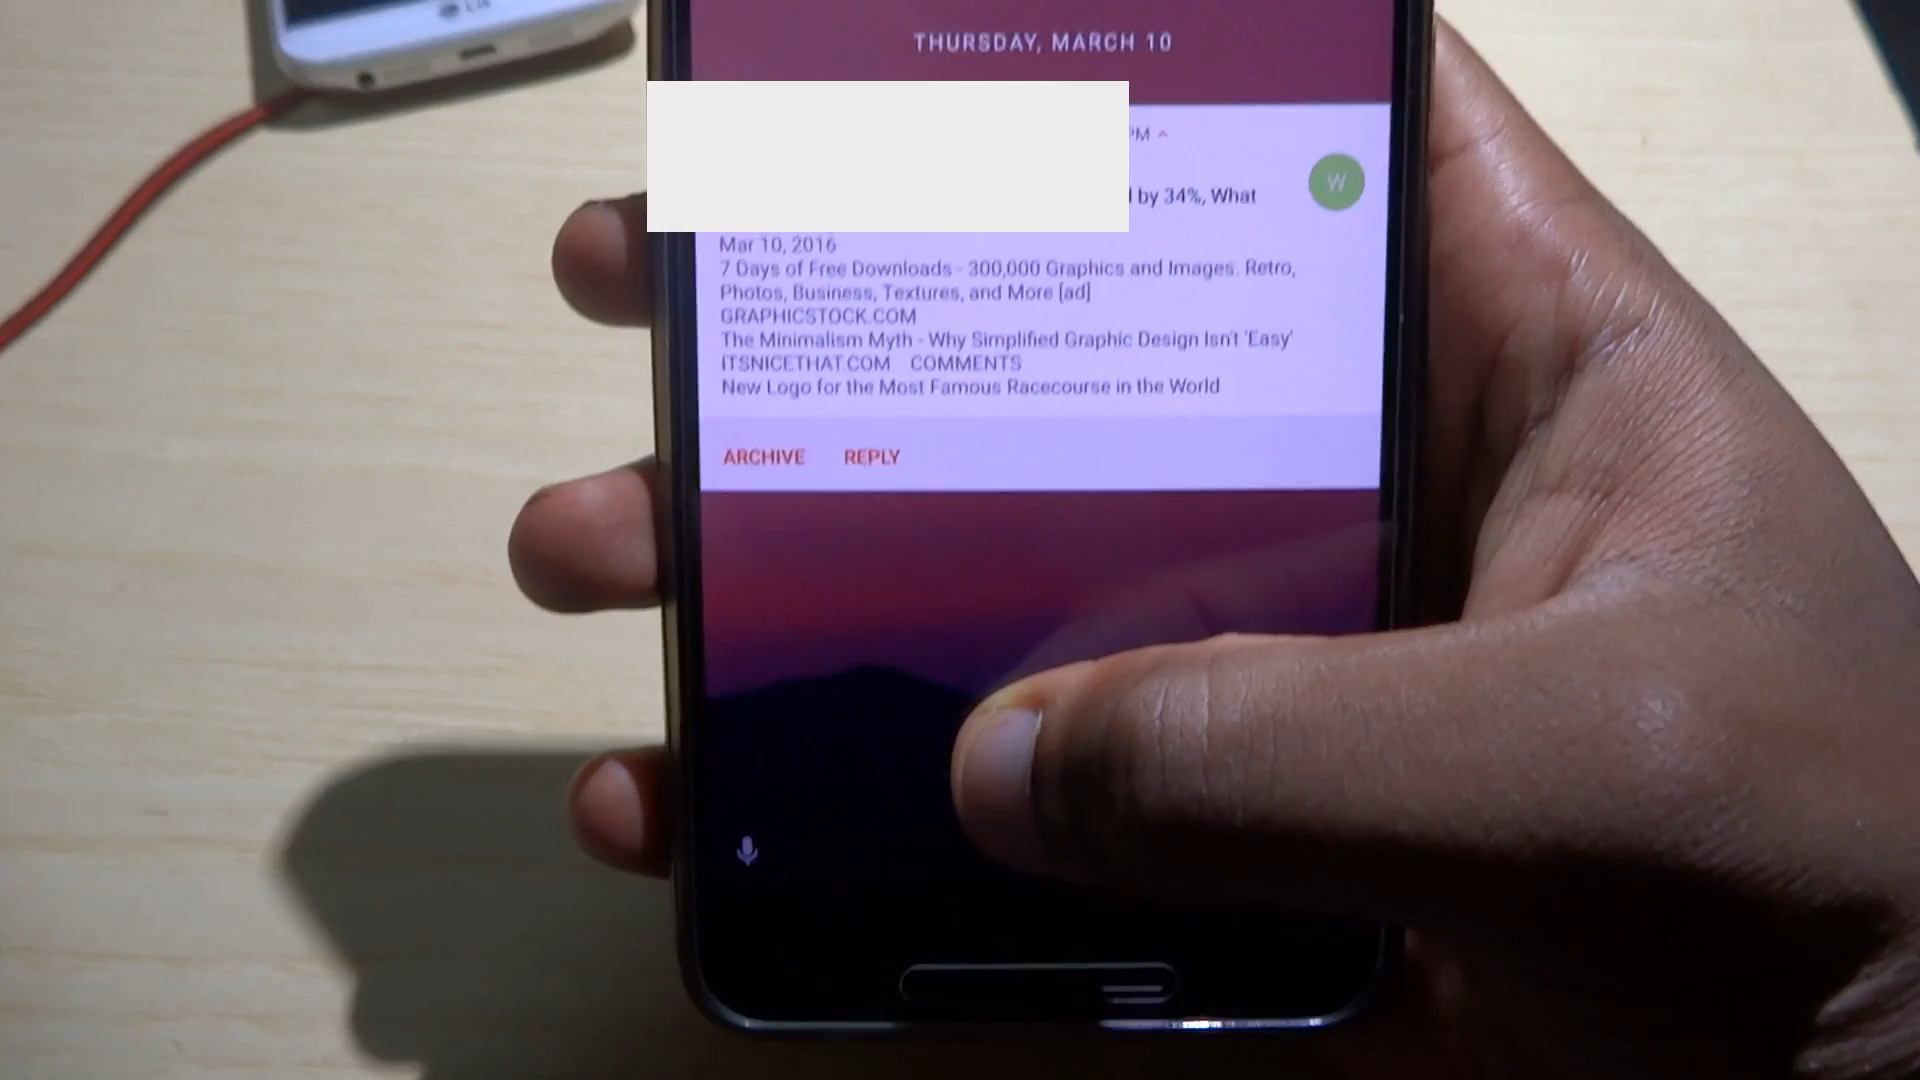 LG
THURSDAY, MARCH 10
PM
by 34%, What
W
Mar 10, 2016
7 Days of Free Downloads - 300,000 Graphics and Images. Retro,
Photos, Business, Textures, and More [ad]
GRAPHICSTOCK.COM
The Minimalism Myth - Why Simplified Graphic Design Isn't 'Easy'
ITSNICETHAT.COM COMMENTS
New Logo for the Most Famous Racecourse in the World
ARCHIVE REPLY